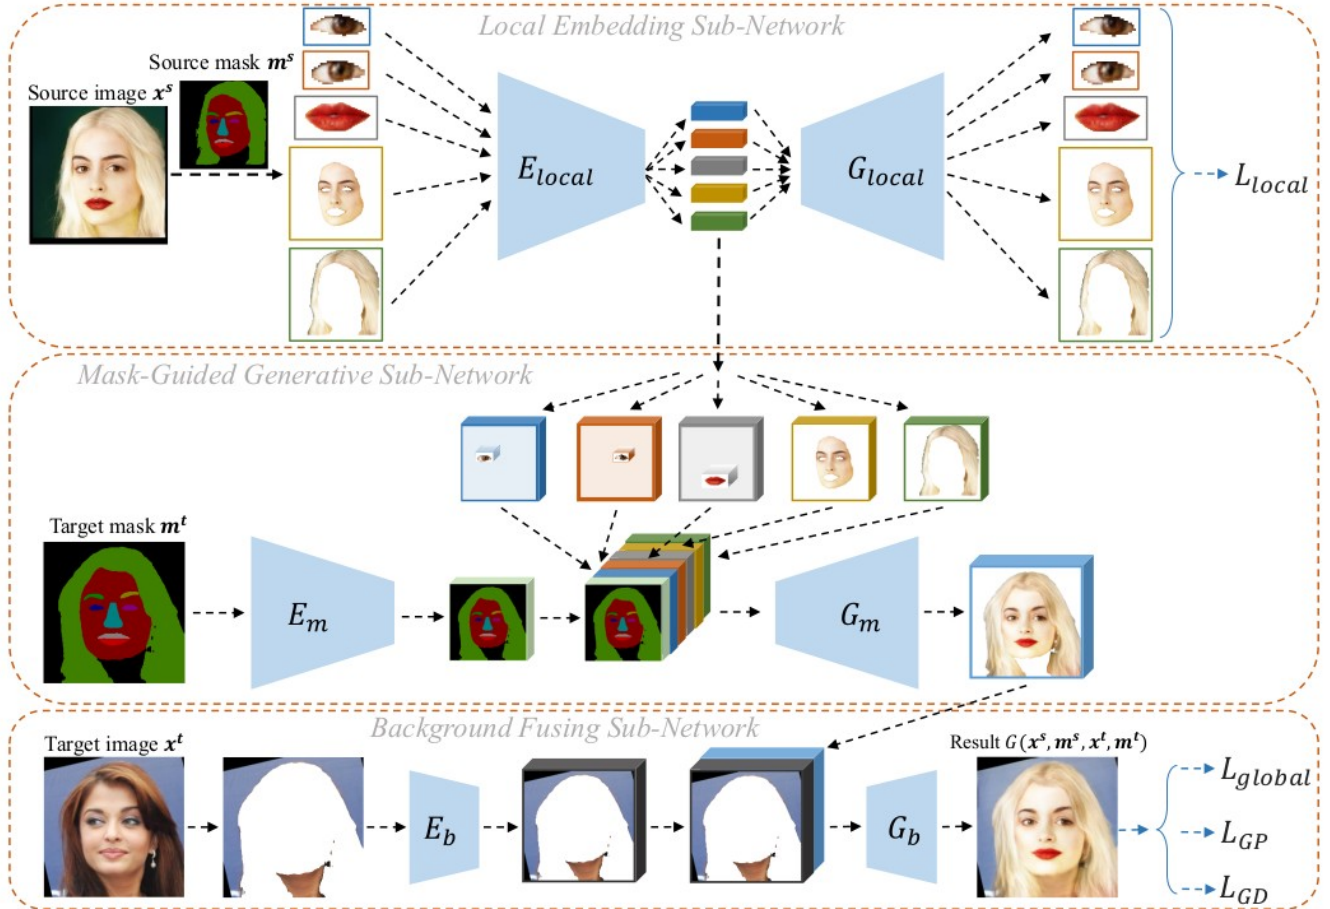 Local Embedding Sub-Network
Source mask m^s
Source image x^s
E_local
G_local
L_local
Mask-Guided Generative Sub-Network
Target mask m^t
E_m
G_m
Background Fusing Sub-Network
Target image x^t
Result G(x^s, m^s, x^t, m^t)
E_b
G_b
L_global
L_GP
L_GD